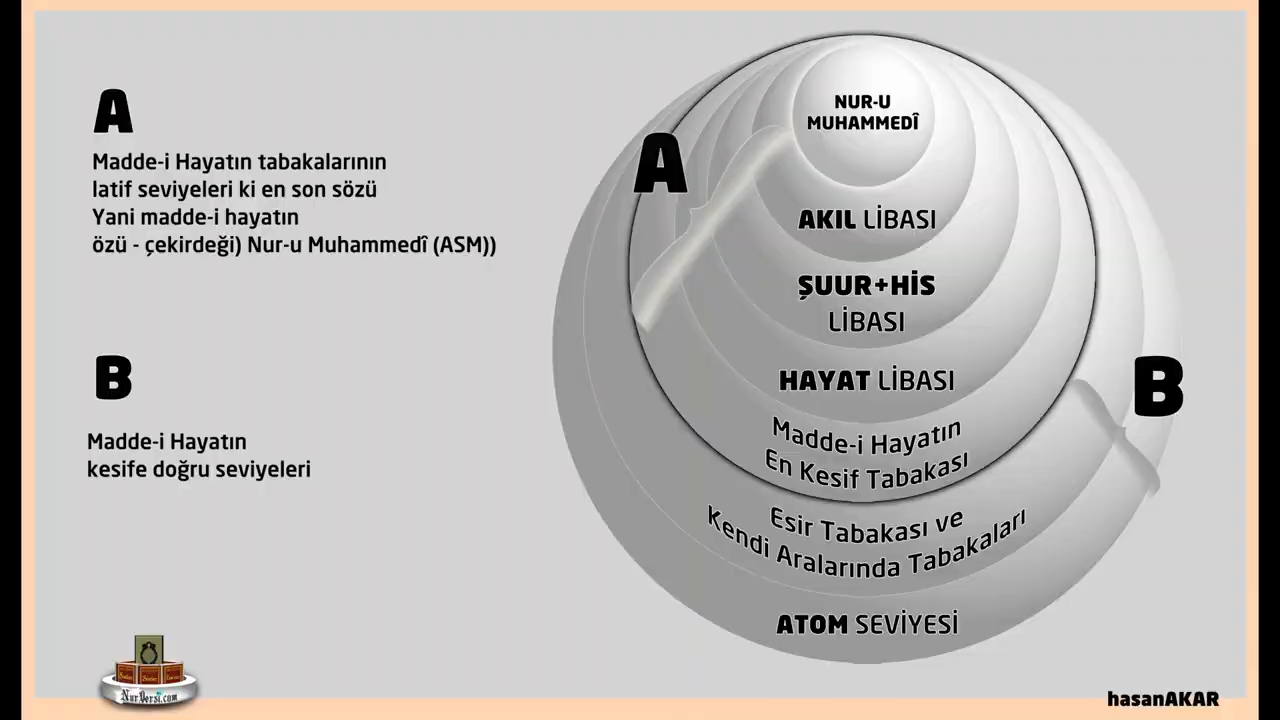 A
Madde-i Hayatın tabakalarının
latif seviyeleri ki en son sözü
Yani madde-i hayatın
özü - çekirdeği) Nur-u Muhammedî (ASM))
B
Madde-i Hayatın
kesife doğru seviyeleri
NUR-U
MUHAMMEDÎ
A
AKIL LİBASI
ŞUUR+HİS
LİBASI
HAYAT LİBASI
B
Madde-i Hayatın
En Kesif Tabakası
Esir Tabakası ve
Kendi Aralarında Tabakaları
ATOM SEVİYESİ
NurDersi.com
hasanAKAR